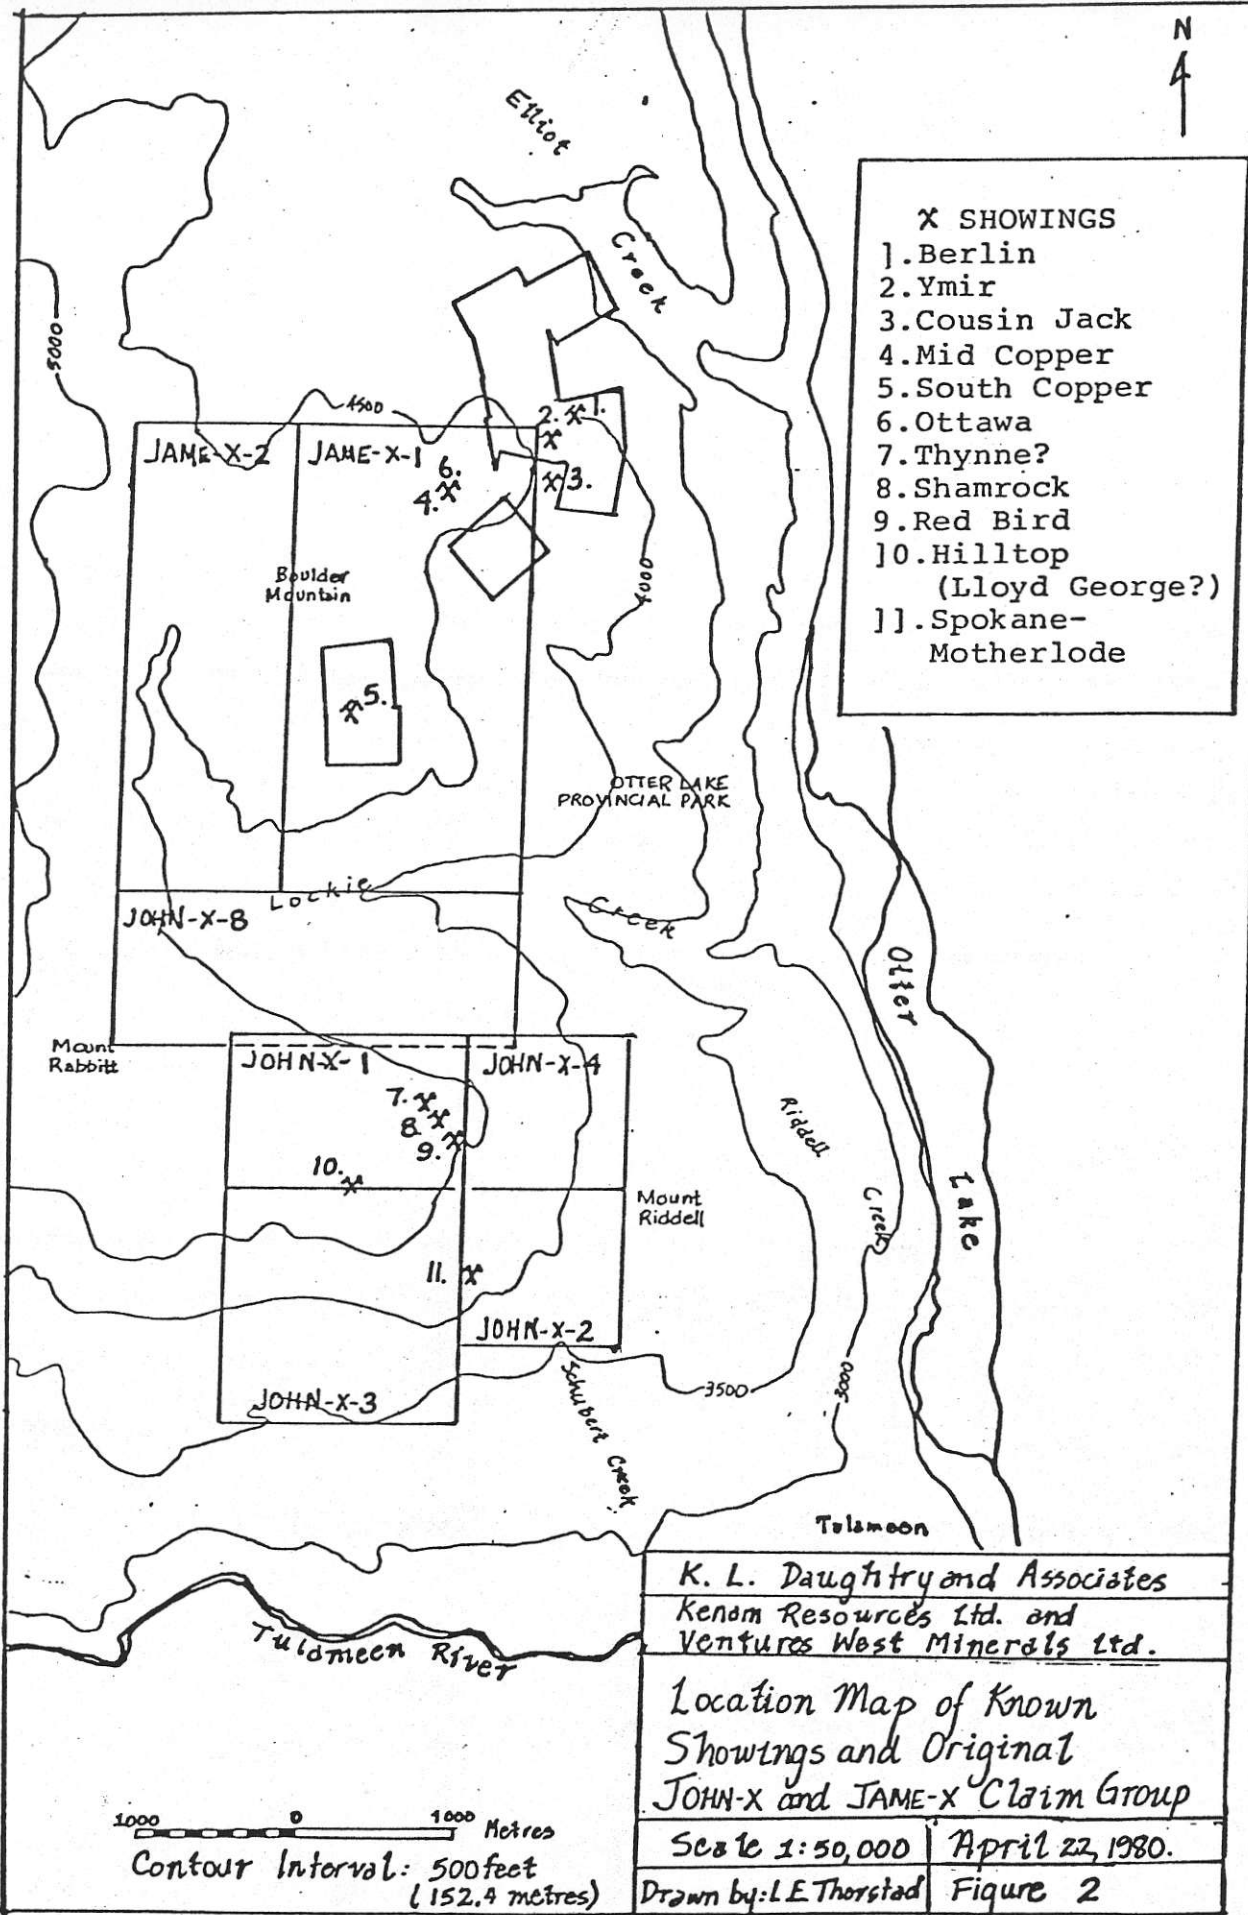 N
Elliot
Creek
X SHOWINGS
1.Berlin
2.Ymir
3.Cousin Jack
4.Mid Copper
5.South Copper
6.Ottawa
7.Thynne?
8.Shamrock
9.Red Bird
10.Hilltop
(Lloyd George?)
11.Spokane-
Motherlode
5000
4500
2.
1.
JAME-X-2
JAME-X-1
6.
4.
3.
4000
Boulder
Mountain
5.
OTTER LAKE
PROVINCIAL PARK
Lockie
Creek
JOHN-X-8
Otter
Lake
Mount
Rabbitt
JOHN-X-1
JOHN-X-4
7.
8.
9.
10.
Riddell
Creek
Mount
Riddell
11.
JOHN-X-2
JOHN-X-3
Schubert Creek
3500
3000
Tulameen
Tulameen River
K. L. Daughtry and Associates
Kenam Resources Ltd. and
Ventures West Minerals Ltd.
Location Map of Known
Showings and Original
JOHN-X and JAME-X Claim Group
Scale 1:50,000
April 22, 1980.
Drawn by: L E Thorstad
Figure 2
1000 0 1000 Metres
Contour Interval: 500 feet
(152.4 metres)